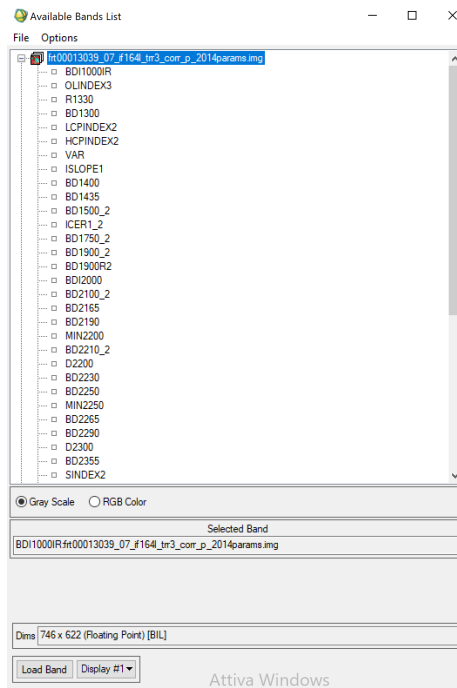 Available Bands List
File Options
frt00013039_07_if164l_trr3_corr_p_2014params.img
BDI1000IR
OLINDEX3
R1330
BD1300
LCPINDEX2
HCPINDEX2
VAR
ISLOPE1
BD1400
BD1435
BD1500_2
ICER1_2
BD1750_2
BD1900_2
BD1900R2
BDI2000
BD2100_2
BD2165
BD2190
MIN2200
BD2210_2
D2200
BD2230
BD2250
MIN2250
BD2265
BD2290
D2300
BD2355
SINDEX2
Gray Scale RGB Color
Selected Band
BDI1000IR:frt00013039_07_if164l_trr3_corr_p_2014params.img
Dims 746 x 622 (Floating Point) [BIL]
Load Band Display #1
Attiva Windows